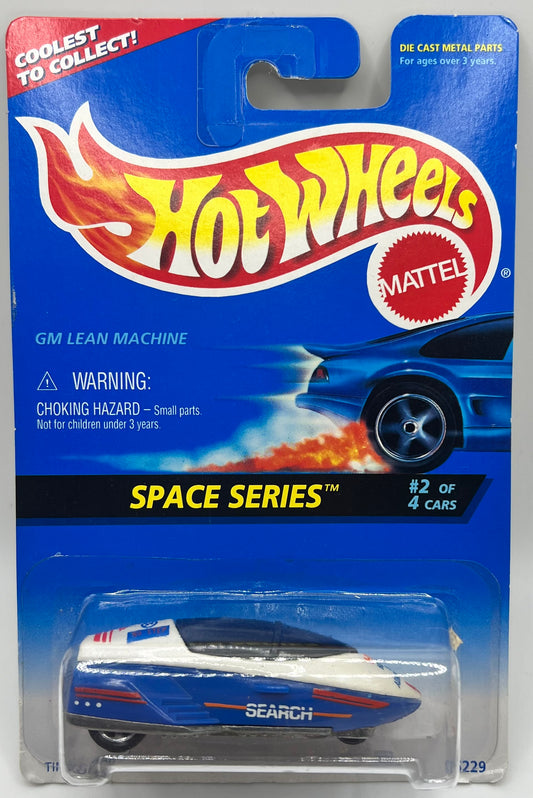 COOLEST
TO COLLECT!
DIE CAST METAL PARTS
For ages over 3 years.
HOT WHEELS
MATTEL
®
GM LEAN MACHINE
⚠ WARNING:
CHOKING HAZARD – Small parts.
Not for children under 3 years.
SPACE SERIES™
#2 OF
4 CARS
SEARCH
229